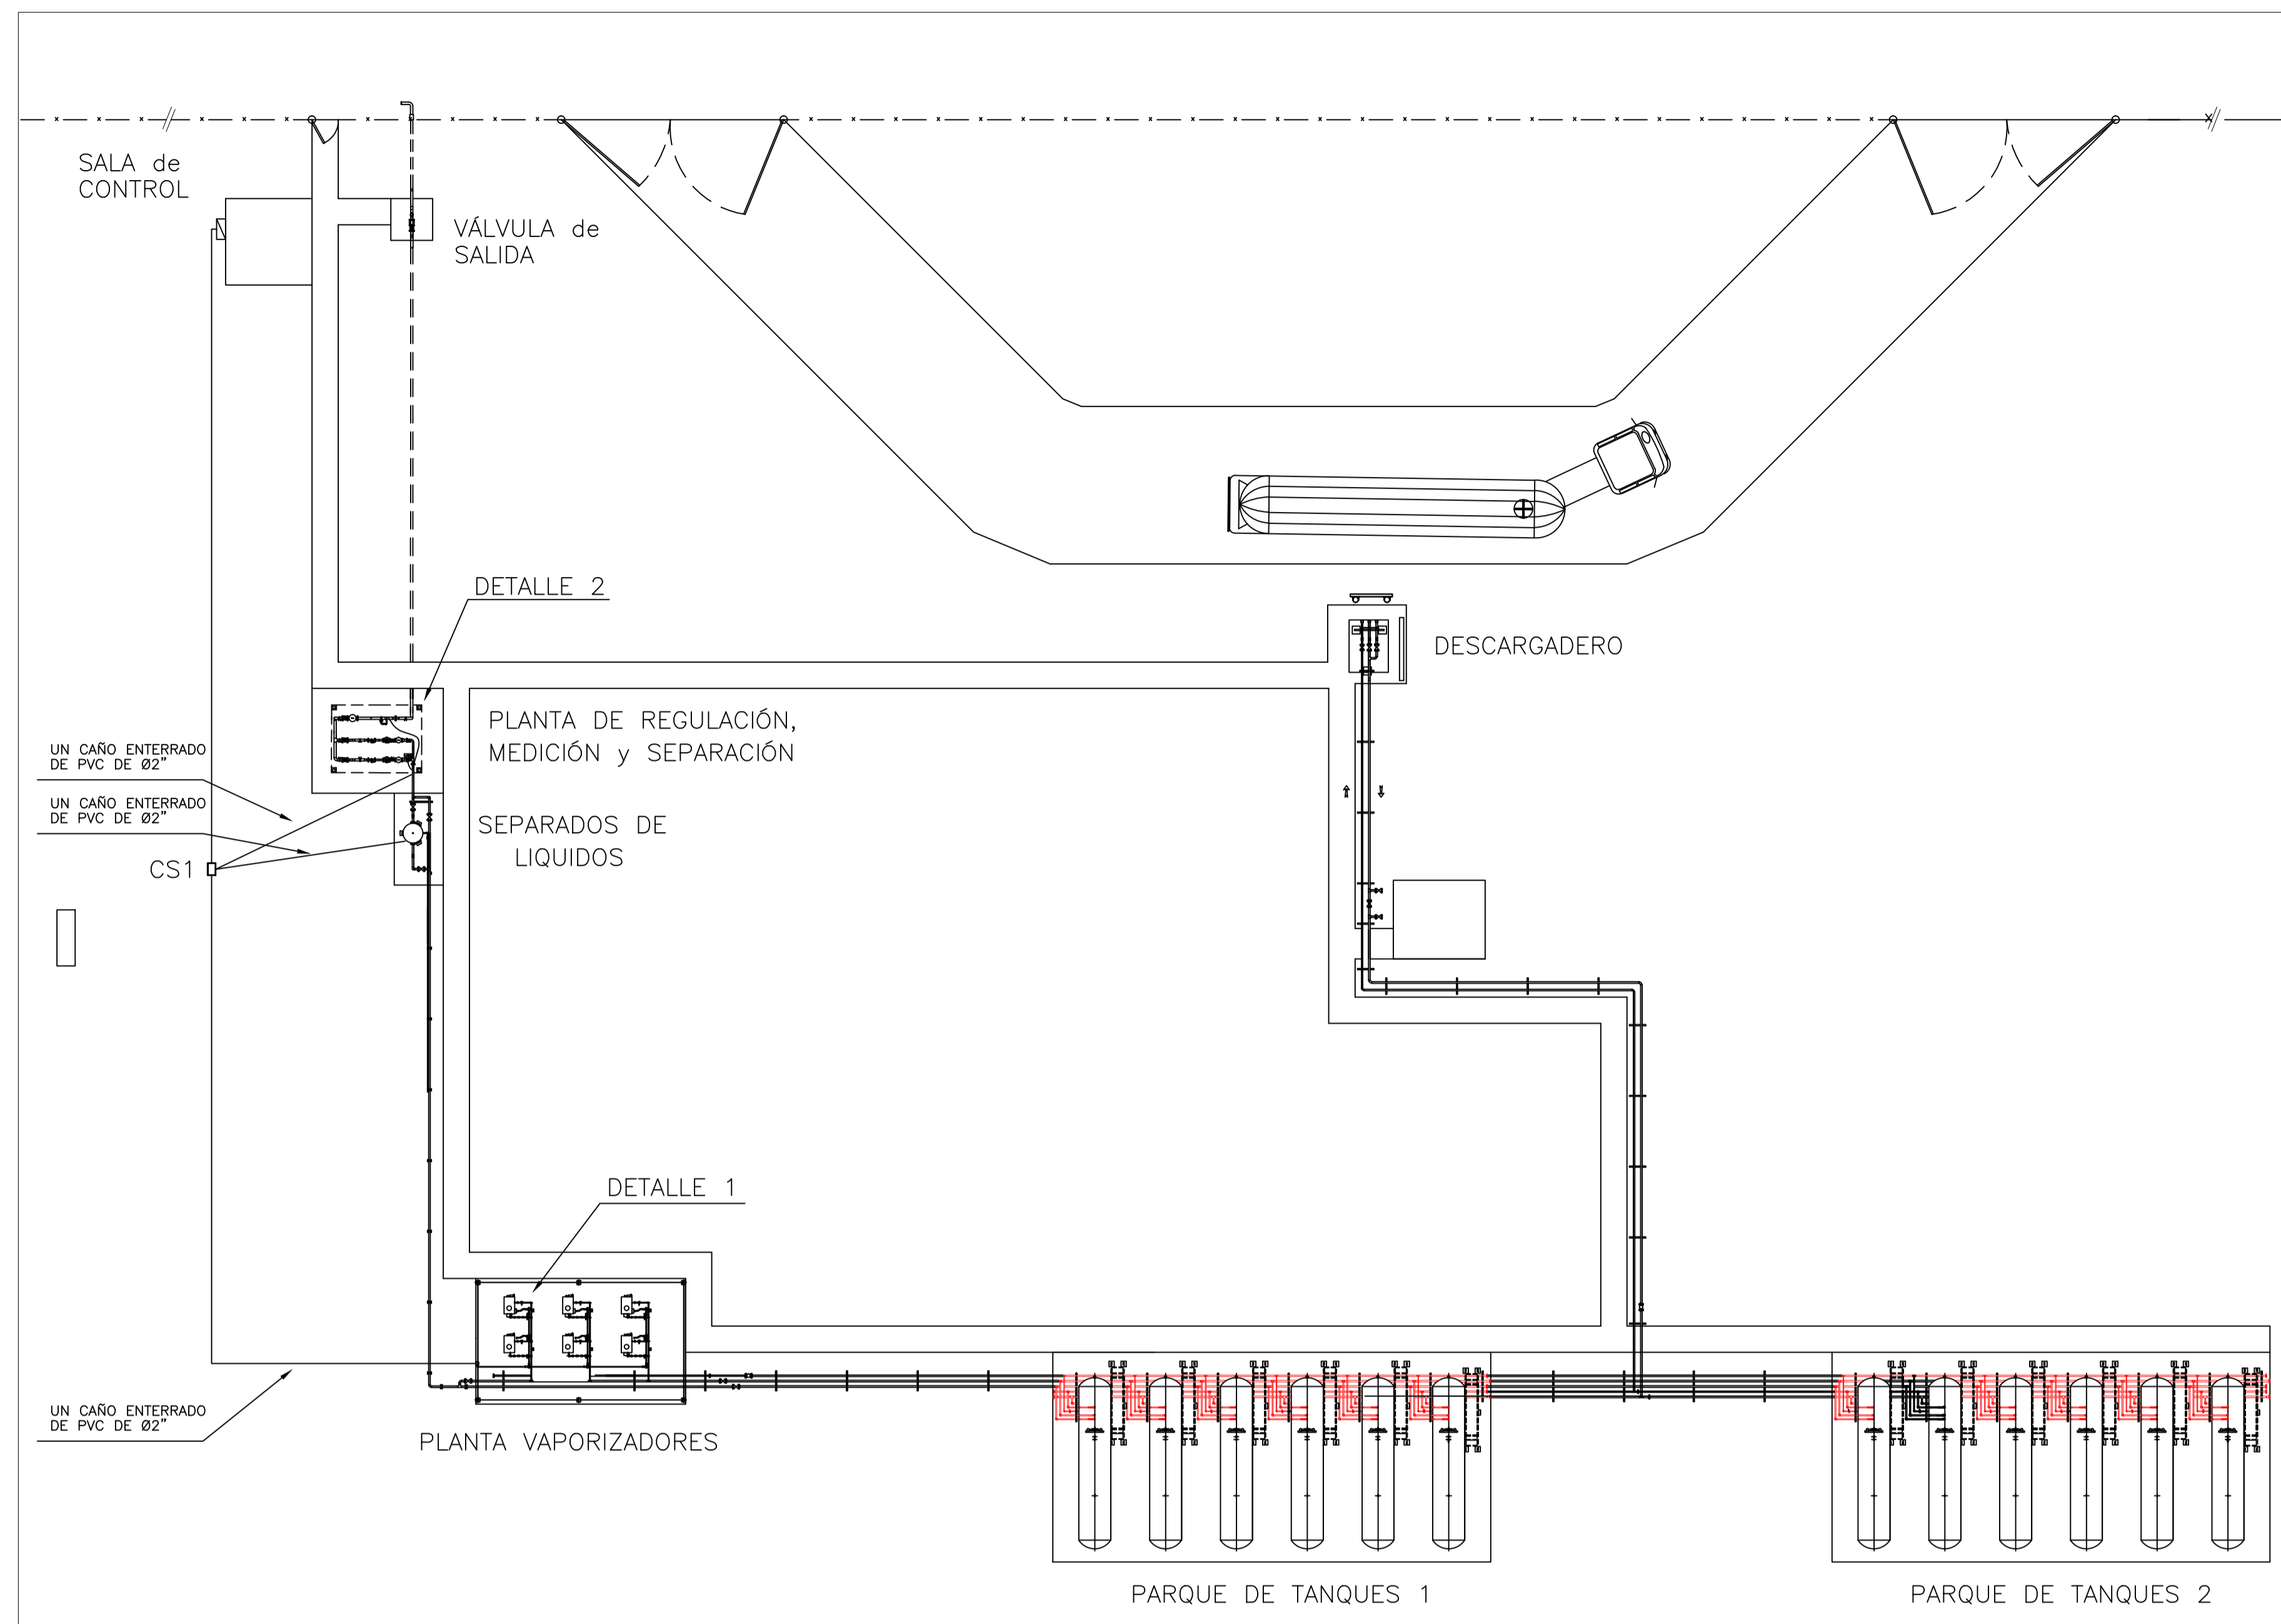 SALA de
CONTROL
VÁLVULA de
SALIDA
DETALLE 2
DESCARGADERO
PLANTA DE REGULACIÓN,
MEDICIÓN y SEPARACIÓN
UN CAÑO ENTERRADO
DE PVC DE Ø2”
UN CAÑO ENTERRADO
DE PVC DE Ø2”
SEPARADOS DE
LIQUIDOS
CS1
DETALLE 1
UN CAÑO ENTERRADO
DE PVC DE Ø2”
PLANTA VAPORIZADORES
PARQUE DE TANQUES 1
PARQUE DE TANQUES 2